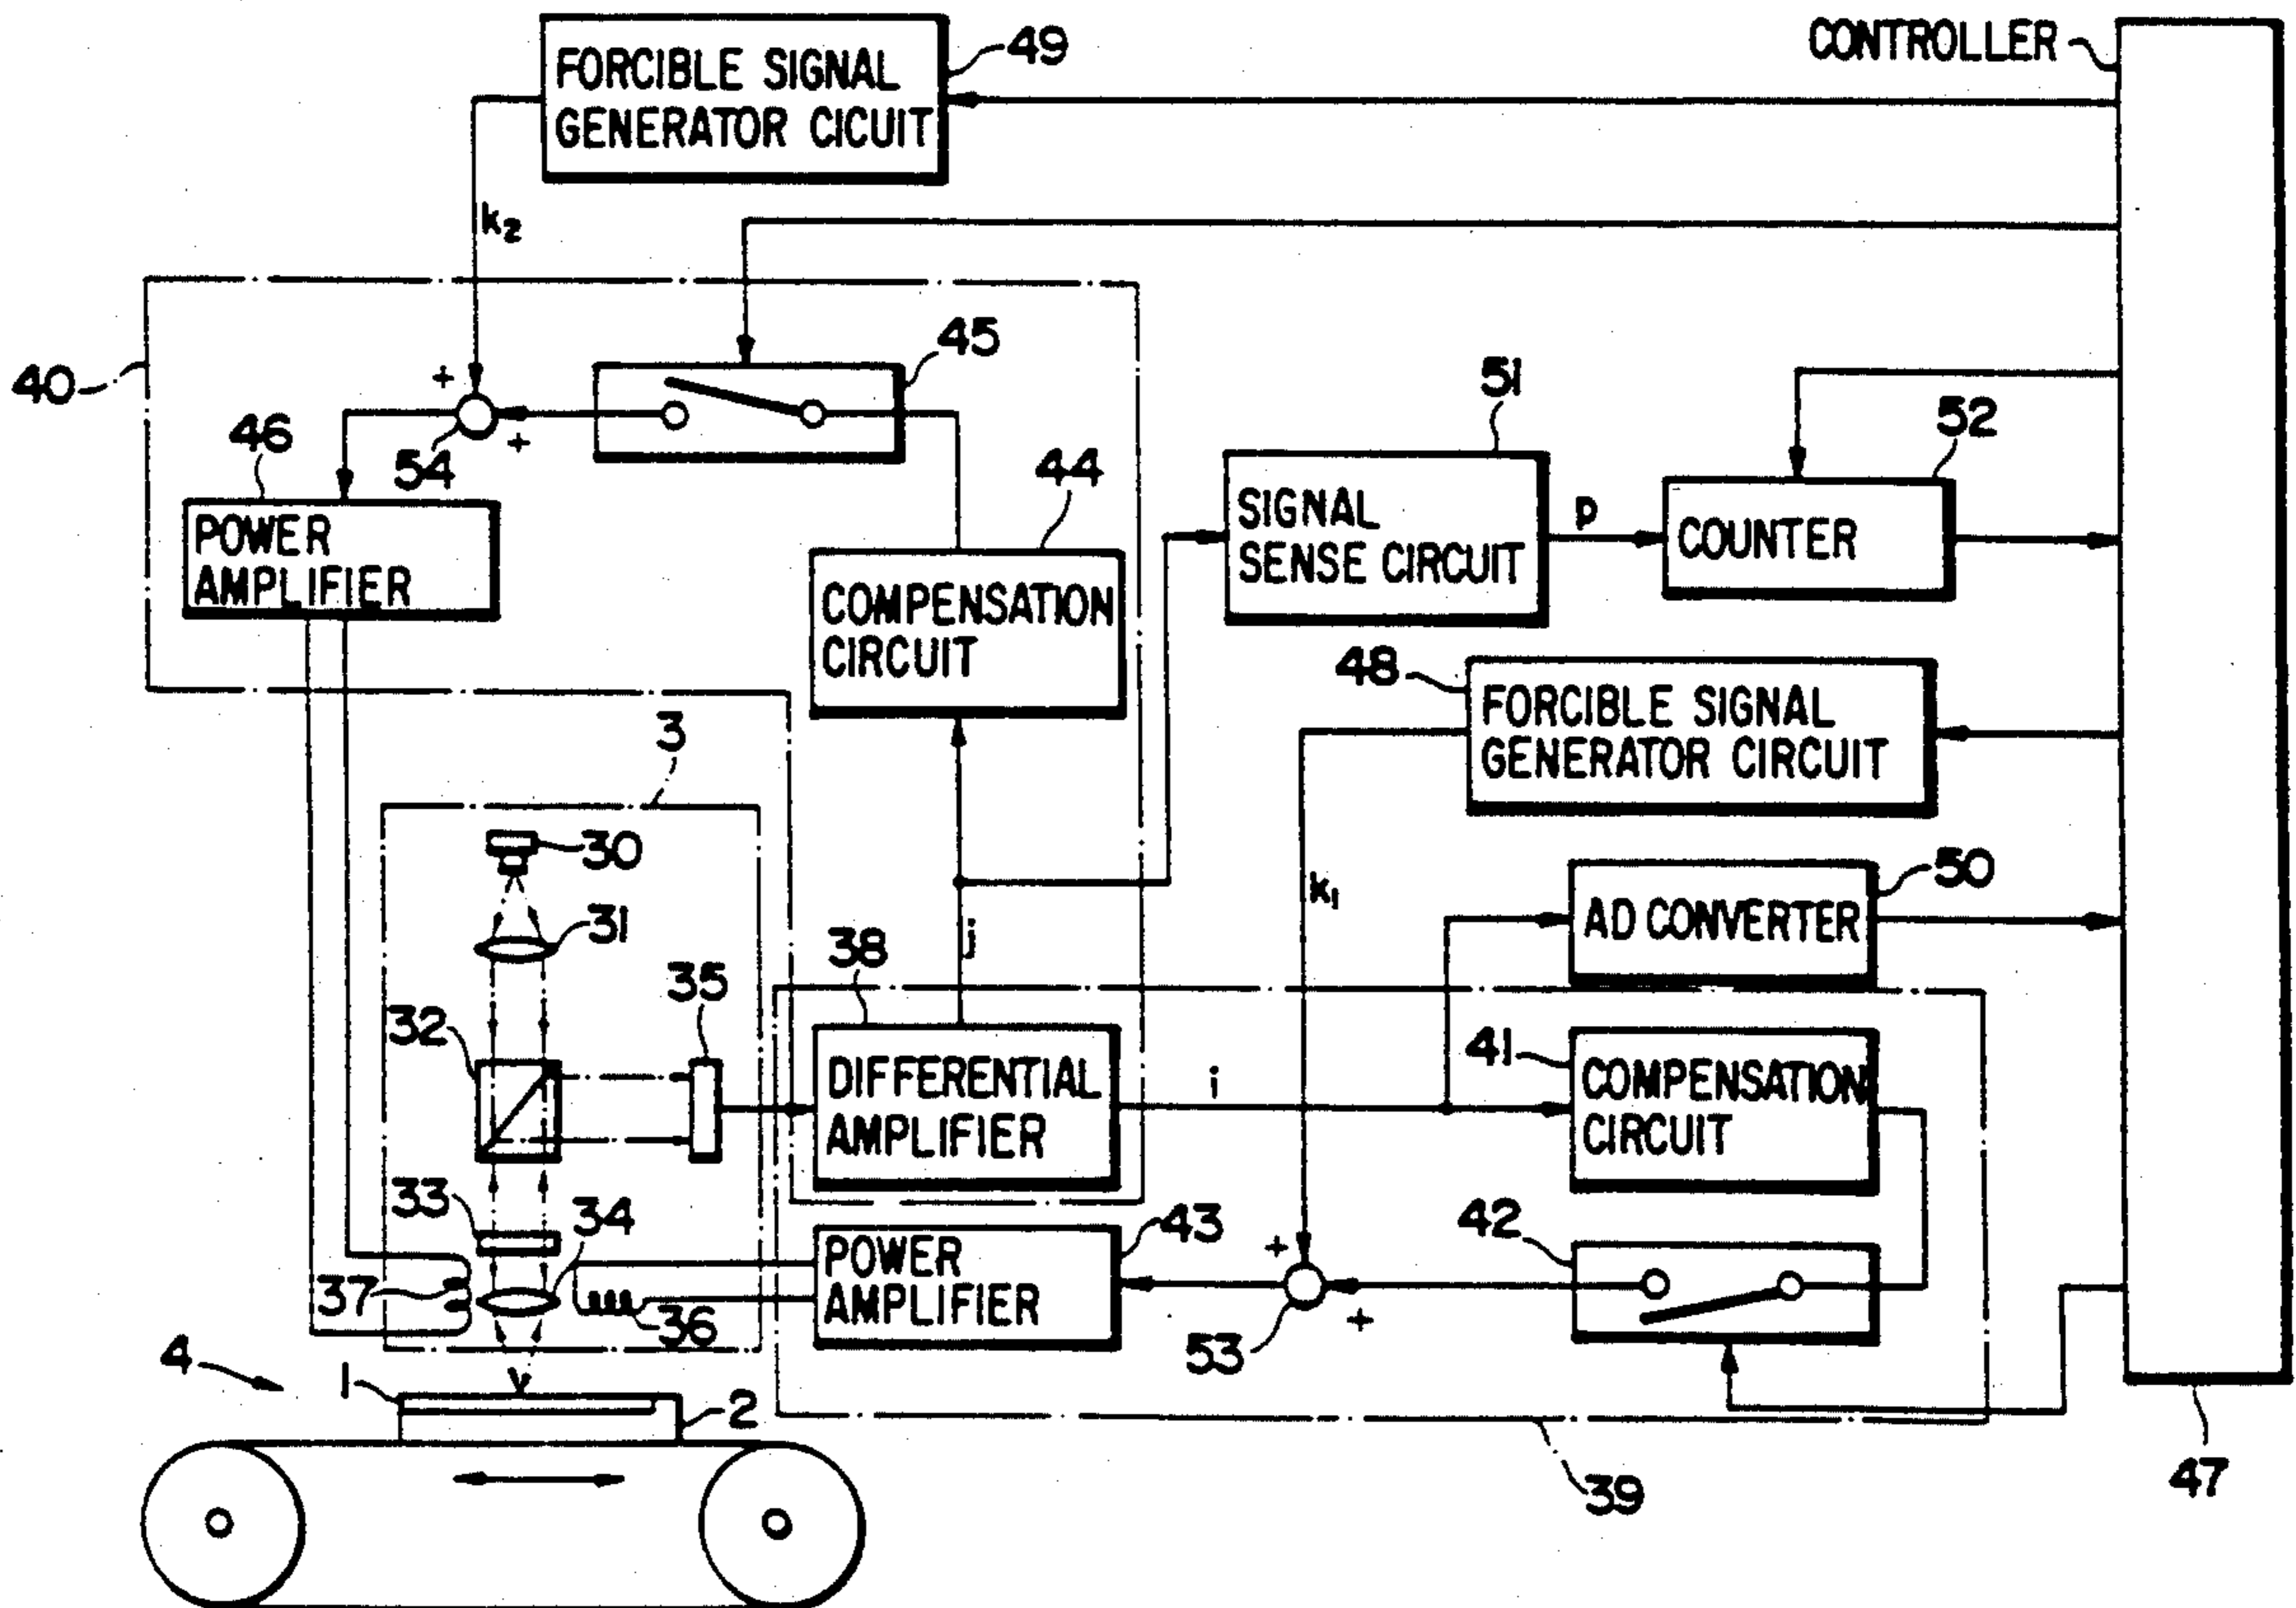 CONTROLLER
49
FORCIBLE SIGNAL
GENERATOR CICUIT
k2
40
45
51
52
46
54
+
+
44
POWER
AMPLIFIER
SIGNAL
SENSE CIRCUIT
p
COUNTER
COMPENSATION
CIRCUIT
48
FORCIBLE SIGNAL
GENERATOR CIRCUIT
3
30
31
k1
50
AD CONVERTER
j
38
35
32
41
DIFFERENTIAL
AMPLIFIER
i
COMPENSATION
CIRCUIT
33
34
43
42
37
36
POWER
AMPLIFIER
+
+
53
4
1
2
39
47